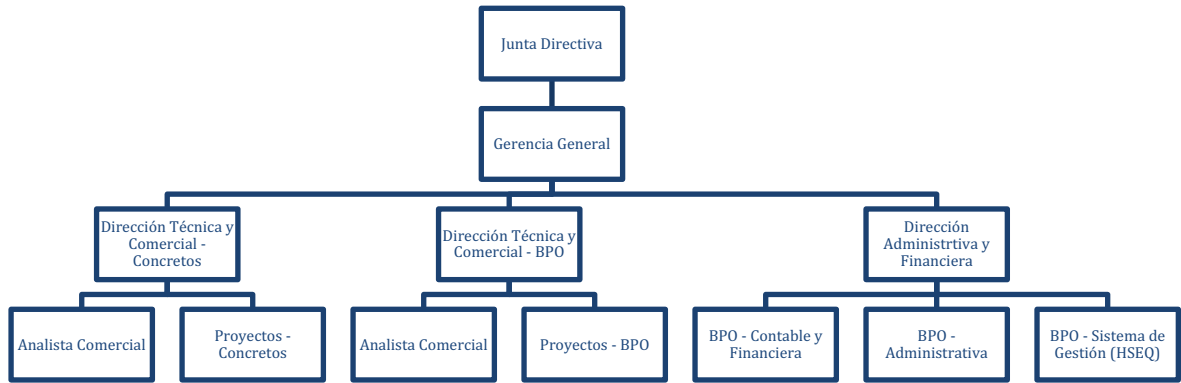 Junta Directiva
Gerencia General
Dirección Técnica y
Comercial -
Concretos
Dirección Técnica y
Comercial - BPO
Dirección
Administrtiva y
Financiera
Analista Comercial
Proyectos -
Concretos
Analista Comercial
Proyectos - BPO
BPO - Contable y
Financiera
BPO -
Administrativa
BPO - Sistema de
Gestión (HSEQ)